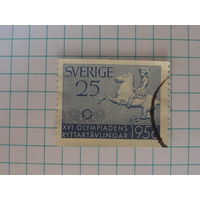 SVERIGE
25
XVI OLYMPIADENS
RYTTARTÄVLINGAR 1956